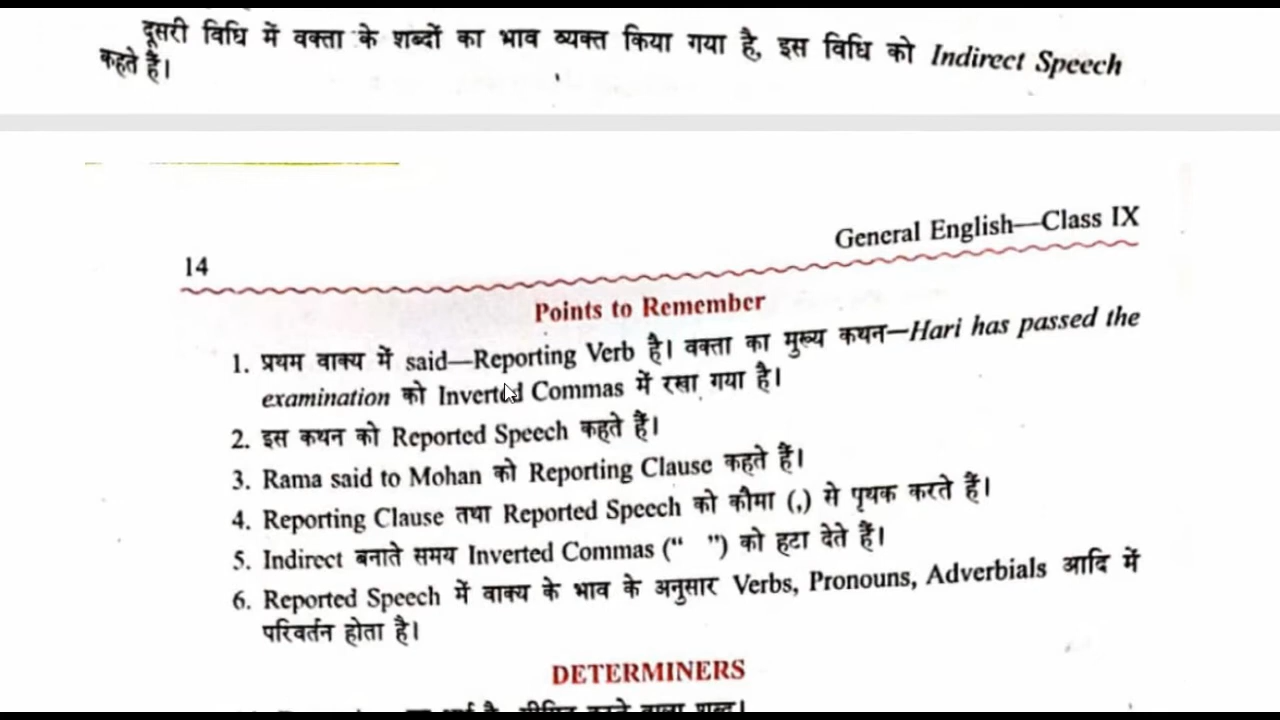 दूसरी विधि में वक्ता के शब्दों का भाव व्यक्त किया गया है, इस विधि को Indirect Speech
कहते हैं।
14
General English—Class IX
Points to Remember
1. प्रथम वाक्य में said—Reporting Verb है। वक्ता का मुख्य कथन—Hari has passed the
examination को Inverted Commas में रखा गया है।
2. इस कथन को Reported Speech कहते हैं।
3. Rama said to Mohan को Reporting Clause कहते हैं।
4. Reporting Clause तथा Reported Speech को कौमा (,) से पृथक करते हैं।
5. Indirect बनाते समय Inverted Commas (“ ”) को हटा देते हैं।
6. Reported Speech में वाक्य के भाव के अनुसार Verbs, Pronouns, Adverbials आदि में
परिवर्तन होता है।
DETERMINERS